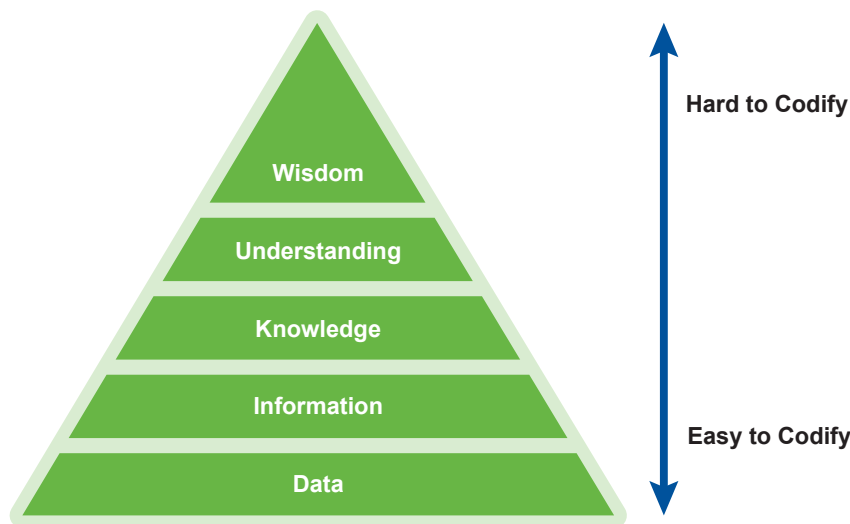 Hard to Codify
Wisdom
Understanding
Knowledge
Information
Easy to Codify
Data